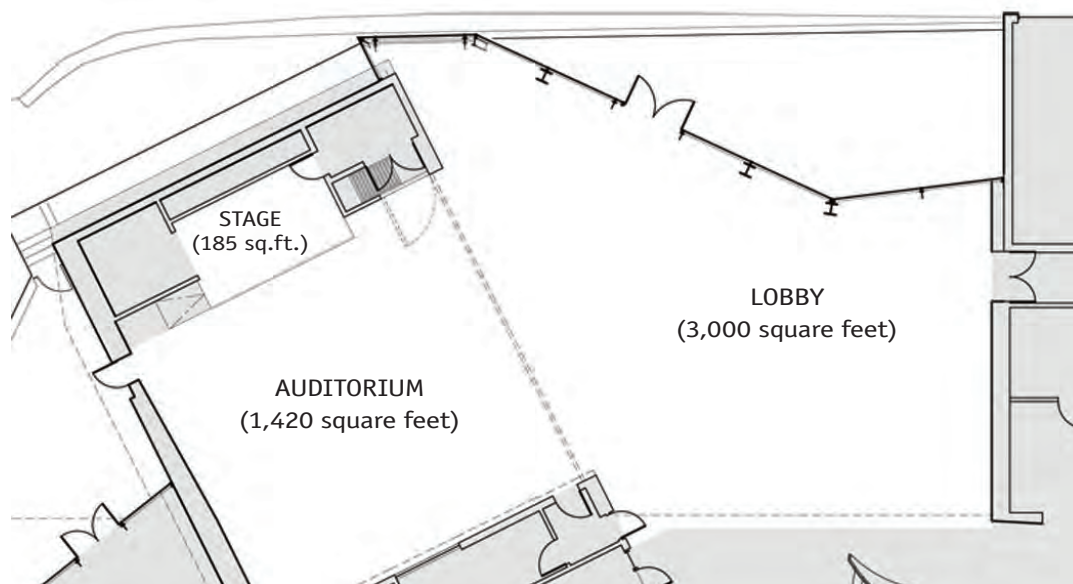 STAGE
(185 sq.ft.)
LOBBY
(3,000 square feet)
AUDITORIUM
(1,420 square feet)